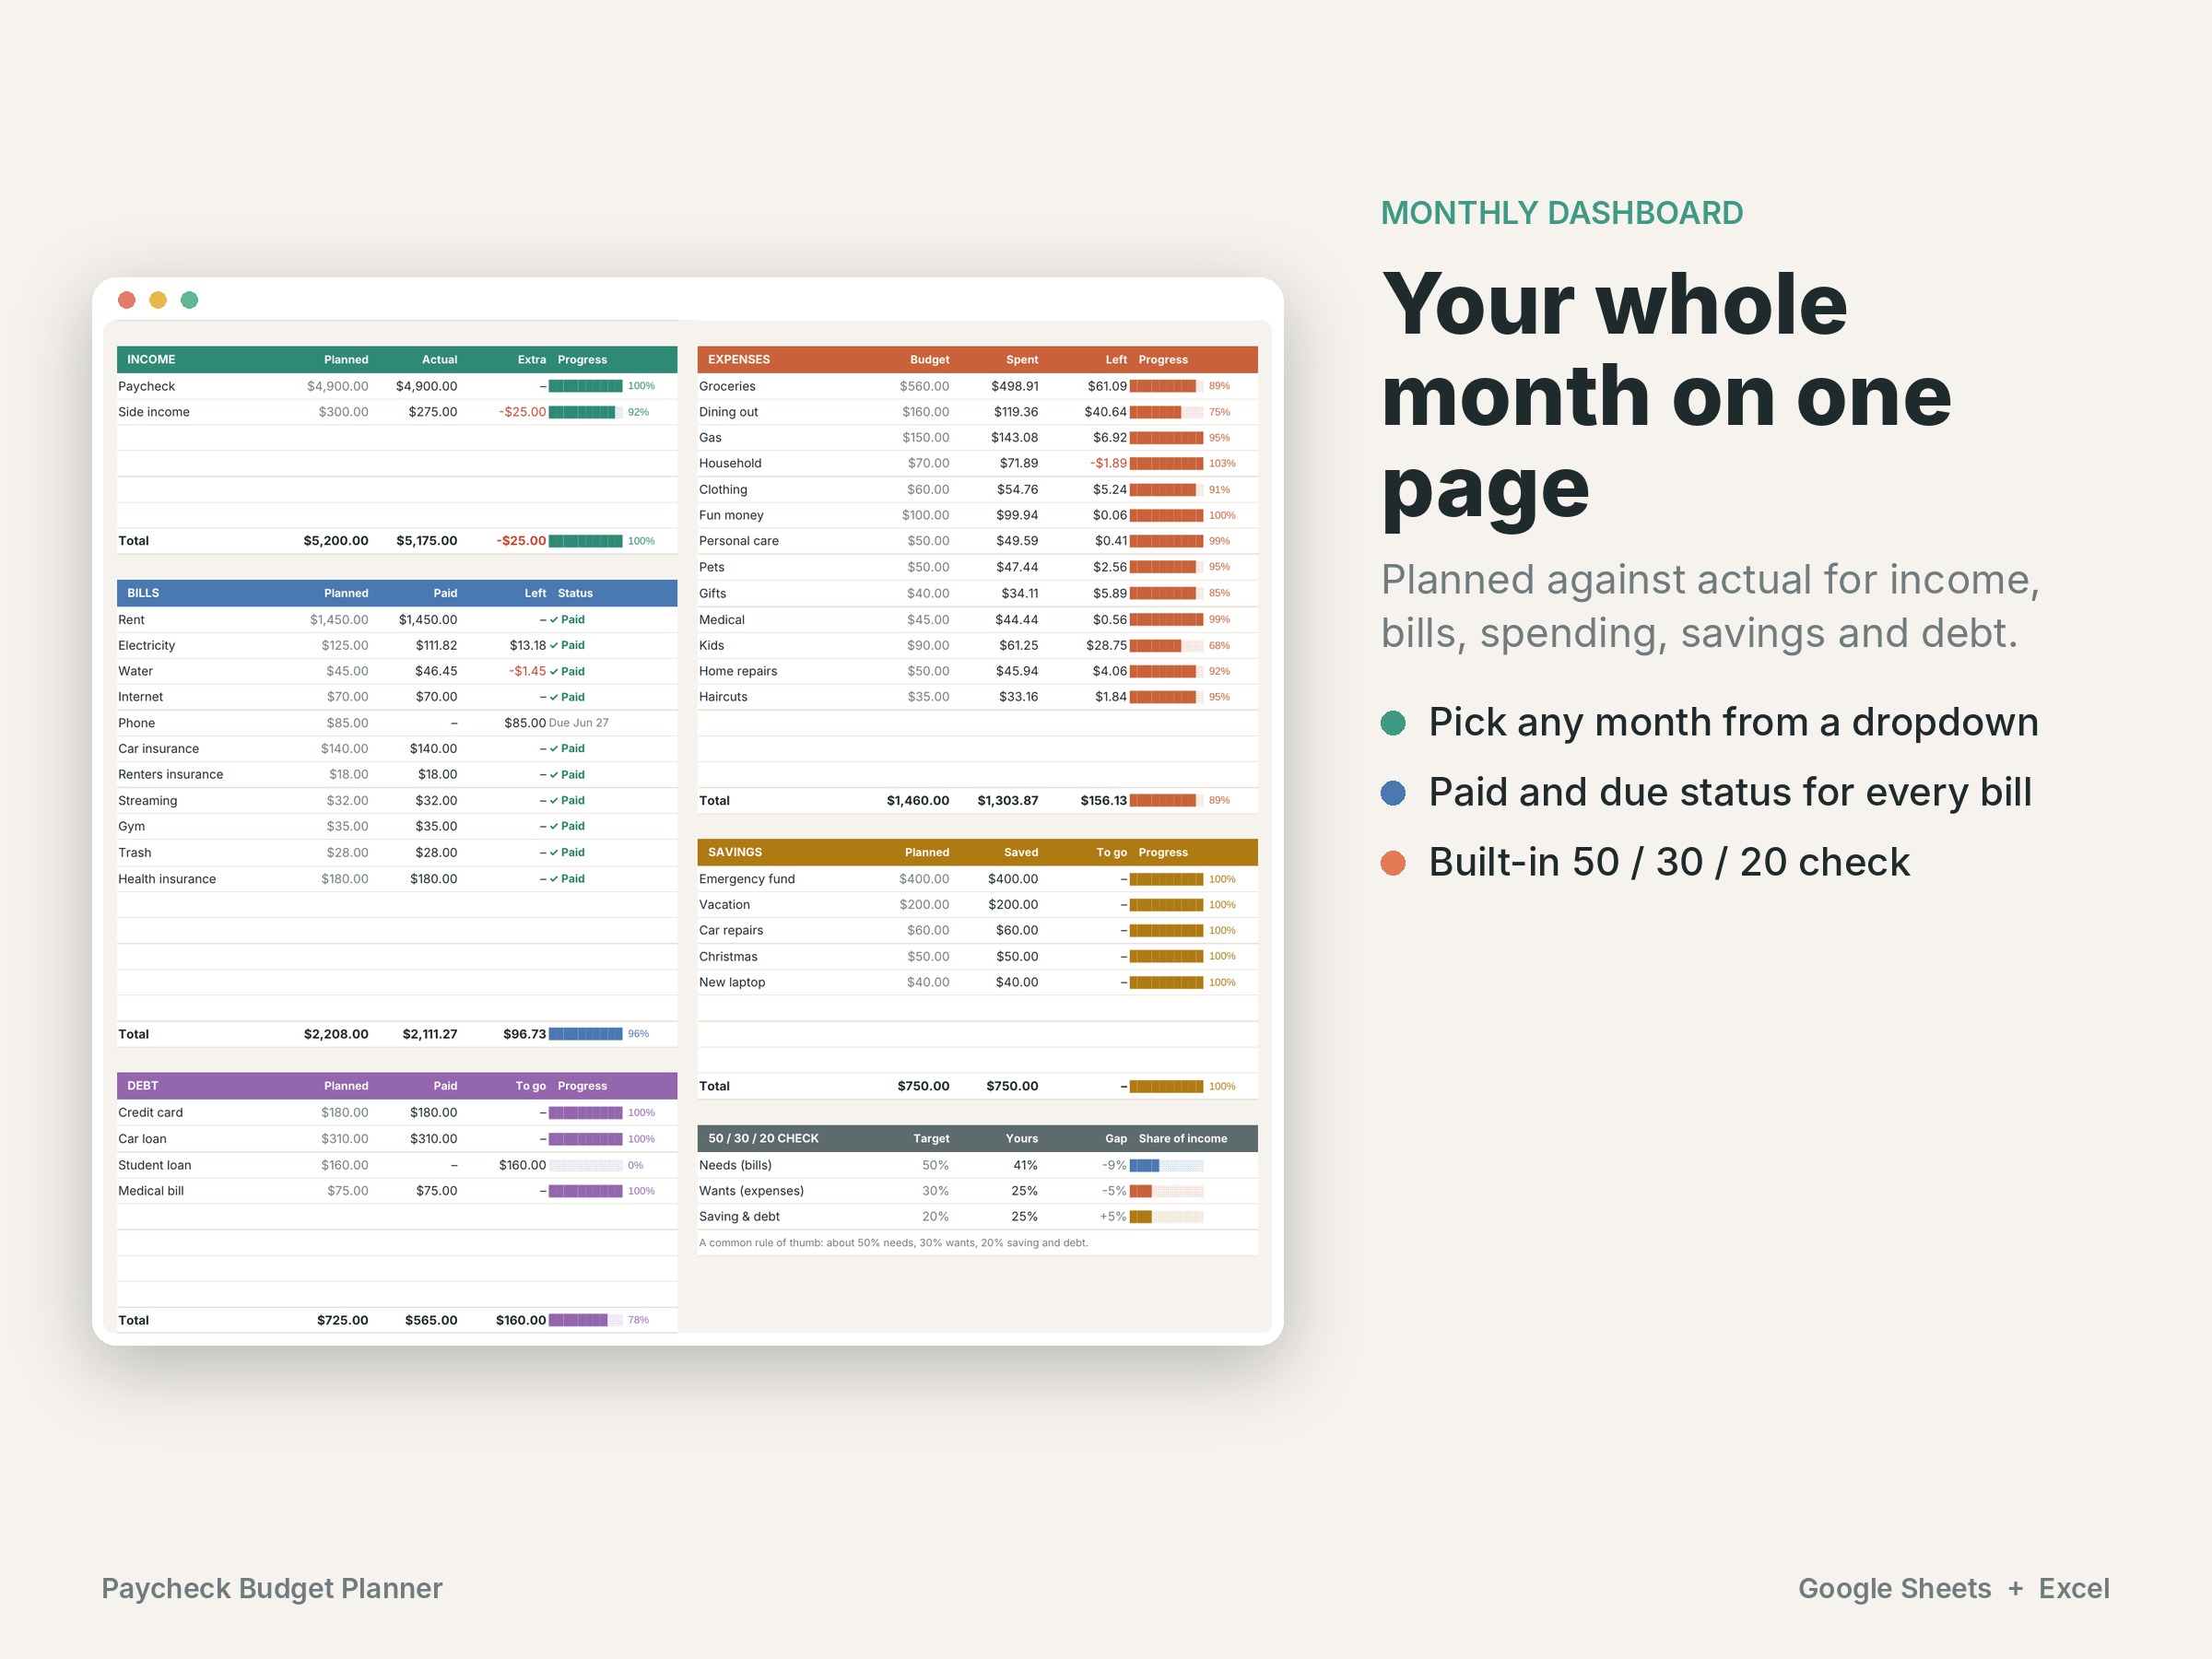 INCOME Planned Actual Extra Progress
Paycheck $4,900.00 $4,900.00 – 100%
Side income $300.00 $275.00 -$25.00 92%
Total $5,200.00 $5,175.00 -$25.00 100%
BILLS Planned Paid Left Status
Rent $1,450.00 $1,450.00 – ✓ Paid
Electricity $125.00 $111.82 $13.18 ✓ Paid
Water $45.00 $46.45 -$1.45 ✓ Paid
Internet $70.00 $70.00 – ✓ Paid
Phone $85.00 – $85.00 Due Jun 27
Car insurance $140.00 $140.00 – ✓ Paid
Renters insurance $18.00 $18.00 – ✓ Paid
Streaming $32.00 $32.00 – ✓ Paid
Gym $35.00 $35.00 – ✓ Paid
Trash $28.00 $28.00 – ✓ Paid
Health insurance $180.00 $180.00 – ✓ Paid
Total $2,208.00 $2,111.27 $96.73 96%
DEBT Planned Paid To go Progress
Credit card $180.00 $180.00 – 100%
Car loan $310.00 $310.00 – 100%
Student loan $160.00 – $160.00 0%
Medical bill $75.00 $75.00 – 100%
Total $725.00 $565.00 $160.00 78%
EXPENSES Budget Spent Left Progress
Groceries $560.00 $498.91 $61.09 89%
Dining out $160.00 $119.36 $40.64 75%
Gas $150.00 $143.08 $6.92 95%
Household $70.00 $71.89 -$1.89 103%
Clothing $60.00 $54.76 $5.24 91%
Fun money $100.00 $99.94 $0.06 100%
Personal care $50.00 $49.59 $0.41 99%
Pets $50.00 $47.44 $2.56 95%
Gifts $40.00 $34.11 $5.89 85%
Medical $45.00 $44.44 $0.56 99%
Kids $90.00 $61.25 $28.75 68%
Home repairs $50.00 $45.94 $4.06 92%
Haircuts $35.00 $33.16 $1.84 95%
Total $1,460.00 $1,303.87 $156.13 89%
SAVINGS Planned Saved To go Progress
Emergency fund $400.00 $400.00 – 100%
Vacation $200.00 $200.00 – 100%
Car repairs $60.00 $60.00 – 100%
Christmas $50.00 $50.00 – 100%
New laptop $40.00 $40.00 – 100%
Total $750.00 $750.00 – 100%
50 / 30 / 20 CHECK Target Yours Gap Share of income
Needs (bills) 50% 41% -9%
Wants (expenses) 30% 25% -5%
Saving & debt 20% 25% +5%
A common rule of thumb: about 50% needs, 30% wants, 20% saving and debt.
MONTHLY DASHBOARD
Your whole
month on one
page
Planned against actual for income,
bills, spending, savings and debt.
Pick any month from a dropdown
Paid and due status for every bill
Built-in 50 / 30 / 20 check
Paycheck Budget Planner
Google Sheets + Excel